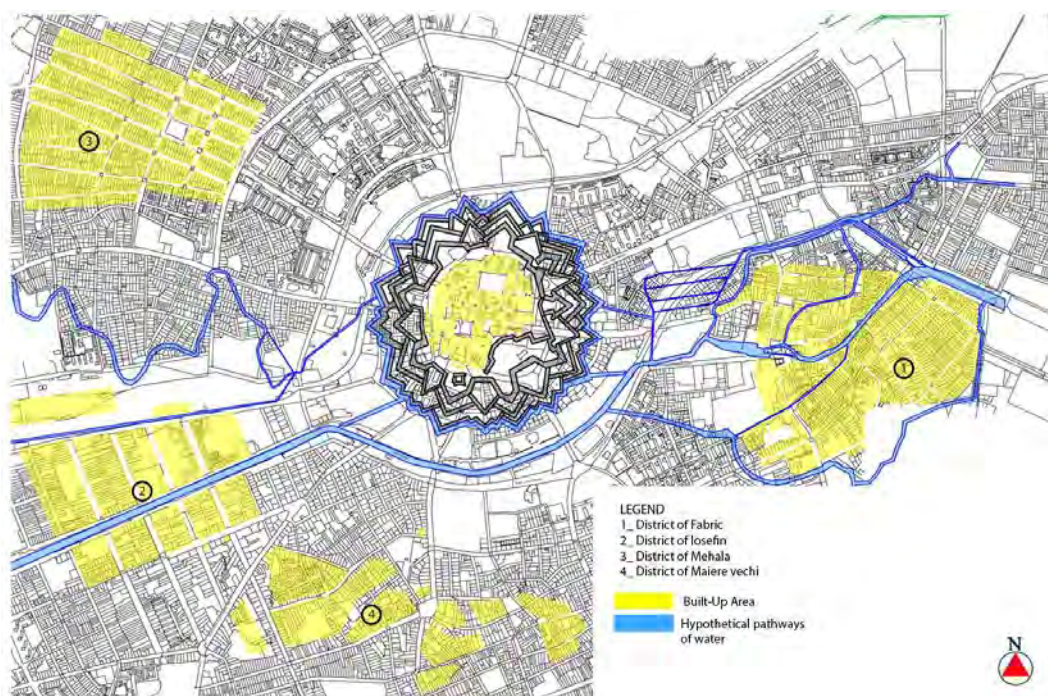 3
2
1
4
LEGEND
1_ District of Fabric
2_ District of Iosefin
3_ District of Mehala
4_ District of Maiere vechi
Built-Up Area
Hypothetical pathways
of water
N